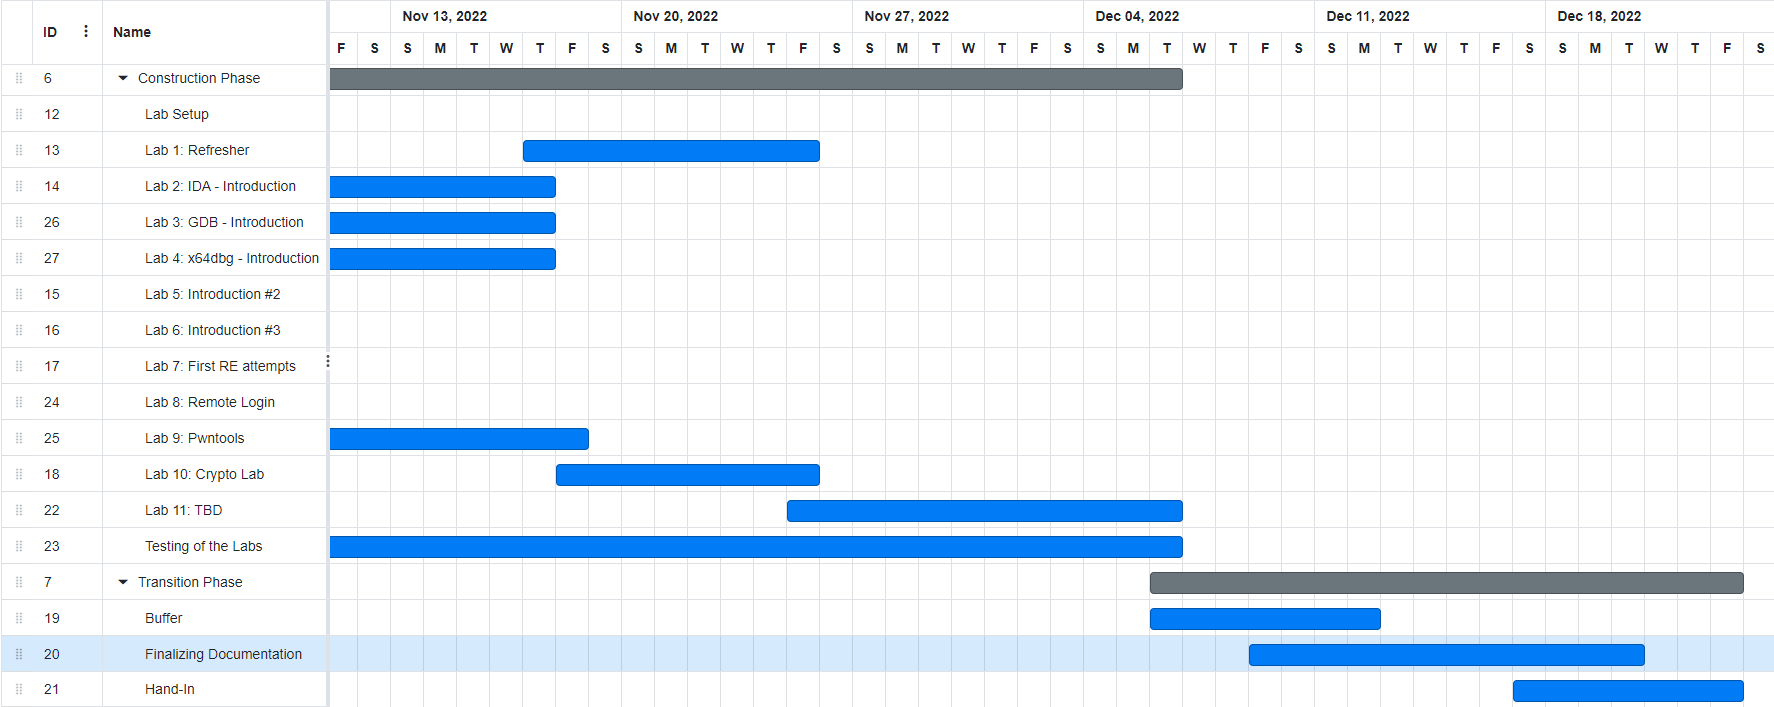 ID Name Nov 13, 2022 Nov 20, 2022 Nov 27, 2022 Dec 04, 2022 Dec 11, 2022 Dec 18, 2022
F S S M T W T F S S M T W T F S S M T W T F S S M T W T F S S M T W T F S S M T W T F S
6 Construction Phase
12 Lab Setup
13 Lab 1: Refresher
14 Lab 2: IDA - Introduction
26 Lab 3: GDB - Introduction
27 Lab 4: x64dbg - Introduction
15 Lab 5: Introduction #2
16 Lab 6: Introduction #3
17 Lab 7: First RE attempts
24 Lab 8: Remote Login
25 Lab 9: Pwntools
18 Lab 10: Crypto Lab
22 Lab 11: TBD
23 Testing of the Labs
7 Transition Phase
19 Buffer
20 Finalizing Documentation
21 Hand-In